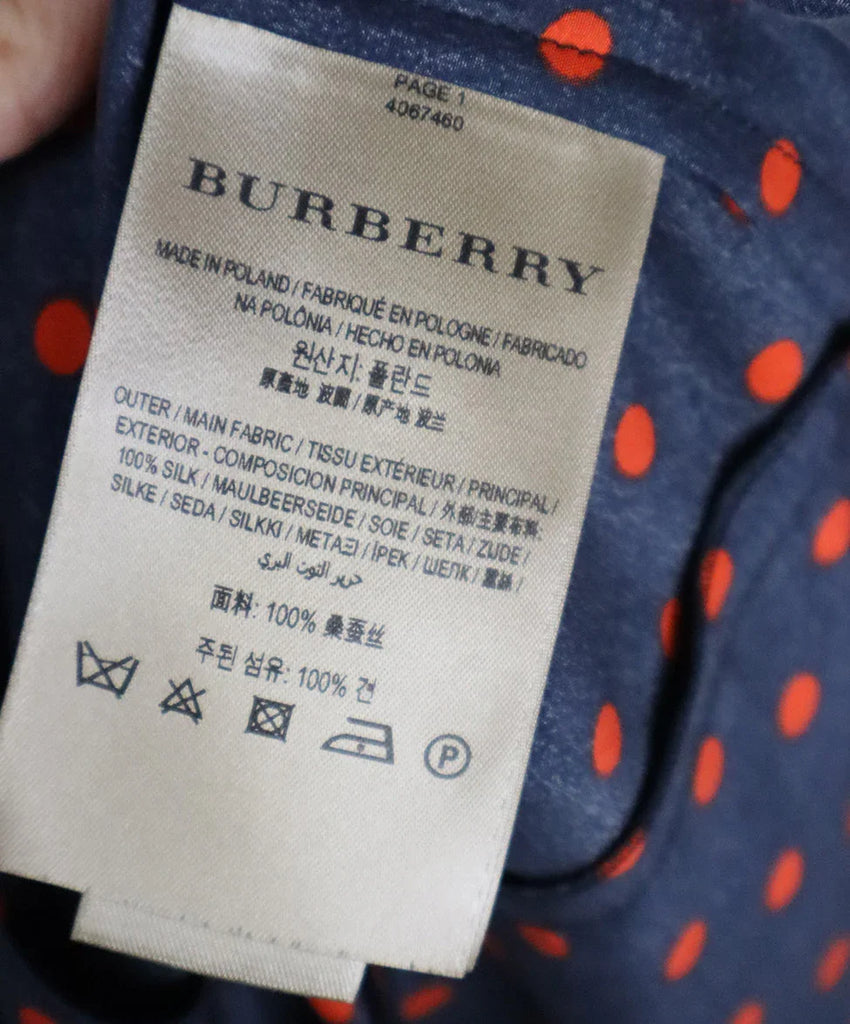 PAGE 1
4067460
BURBERRY
MADE IN POLAND / FABRIQUÉ EN POLOGNE / FABRICADO
NA POLÔNIA / HECHO EN POLONIA
원산지: 폴란드
原產地 波蘭 / 原产地 波兰
OUTER / MAIN FABRIC / TISSU EXTÉRIEUR / PRINCIPAL /
EXTERIOR - COMPOSICION PRINCIPAL / 外部/主要布料:
100% SILK / MAULBEERSEIDE / SOIE / SETA / ZIJDE /
SILKE / SEDA / SILKKI / ΜΕΤΑΞΙ / İPEK / ШЕЛК / 蠶絲 /
حرير التوت البري
面料: 100% 桑蚕丝
주된 섬유: 100% 견
P